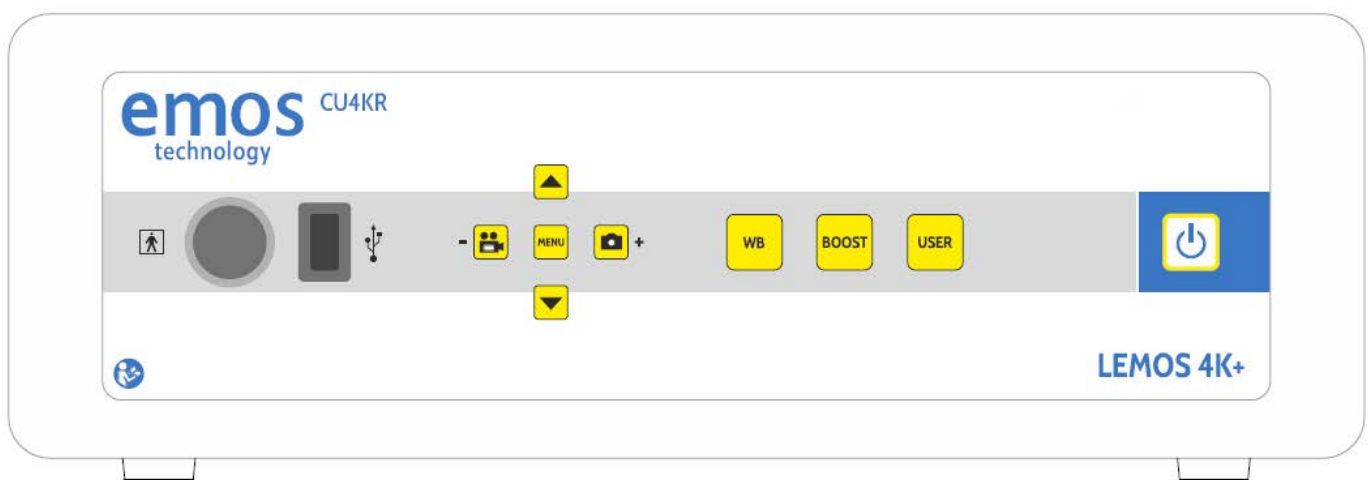 emos CU4KR
technology
- MENU +
WB BOOST USER
LEMOS 4K+